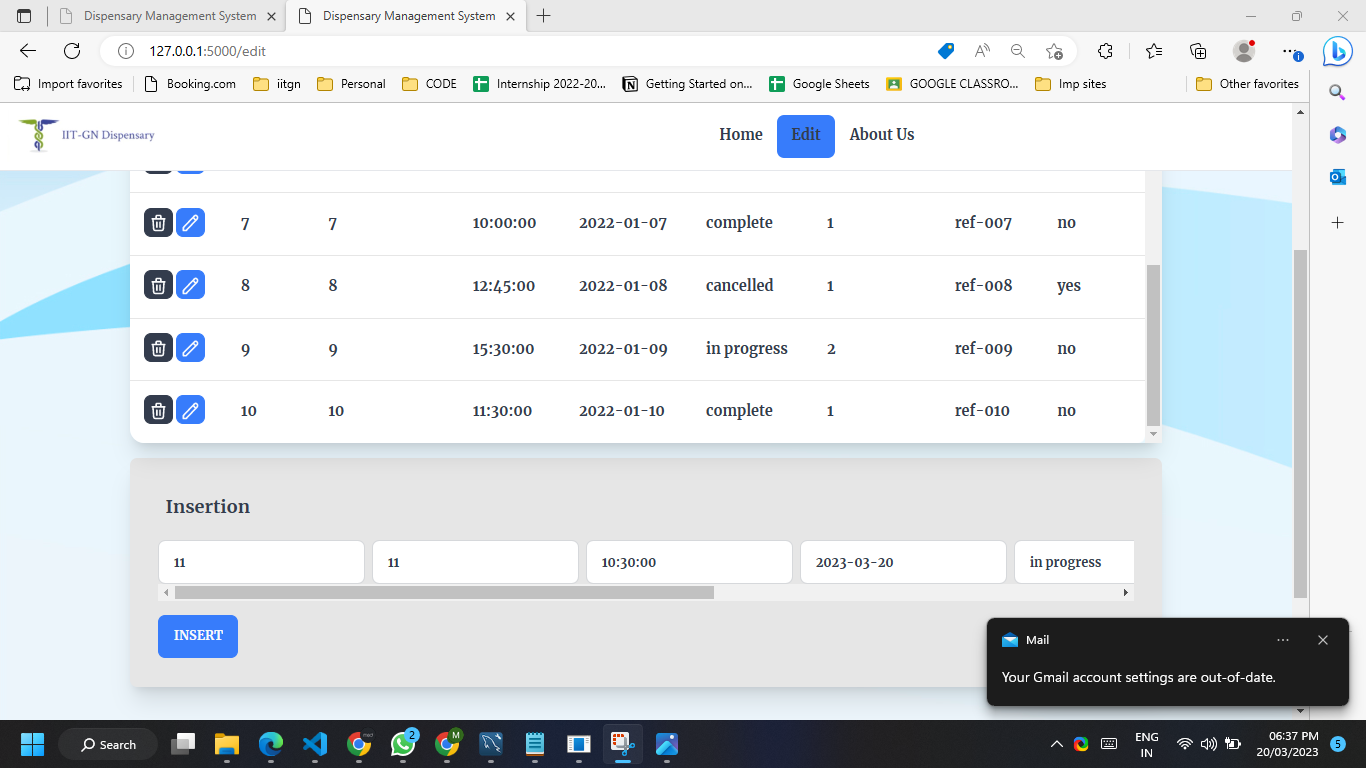 Dispensary Management System
Dispensary Management System
127.0.0.1:5000/edit
Import favorites
Booking.com
iitgn
Personal
CODE
Internship 2022-20...
Getting Started on...
Google Sheets
GOOGLE CLASSRO...
Imp sites
Other favorites
IIT-GN Dispensary
Home Edit About Us
7 7 10:00:00 2022-01-07 complete 1 ref-007 no
8 8 12:45:00 2022-01-08 cancelled 1 ref-008 yes
9 9 15:30:00 2022-01-09 in progress 2 ref-009 no
10 10 11:30:00 2022-01-10 complete 1 ref-010 no
Insertion
11 11 10:30:00 2023-03-20 in progress
INSERT
Mail
Your Gmail account settings are out-of-date.
Search
2
M
ENG
IN
06:37 PM
20/03/2023
5